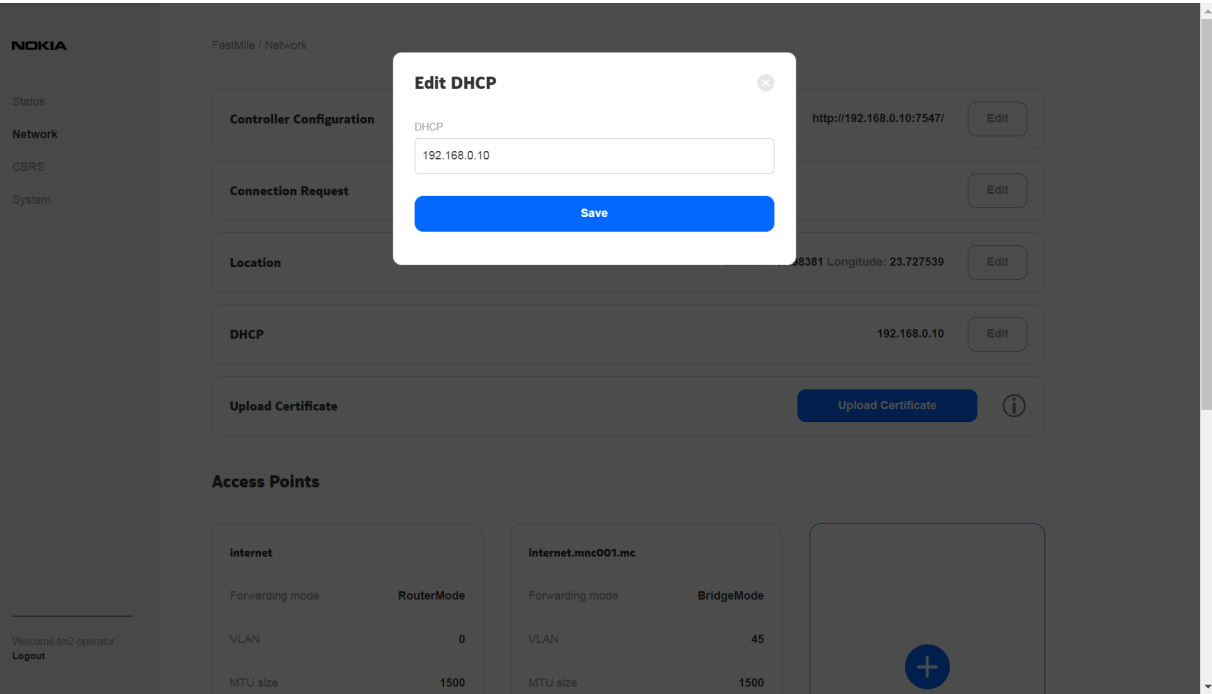 NOKIA
FastMile / Network
Status
Network
CBRS
System
Edit DHCP
DHCP
192.168.0.10
Save
Controller Configuration http://192.168.0.10:7547/ Edit
Connection Request Edit
Location 8381 Longitude: 23.727539 Edit
DHCP 192.168.0.10 Edit
Upload Certificate Upload Certificate
Access Points
internet
Forwarding mode RouterMode
VLAN 0
MTU size 1500
internet.mnc001.mc
Forwarding mode BridgeMode
VLAN 45
MTU size 1500
Welcome fm2-operator
Logout